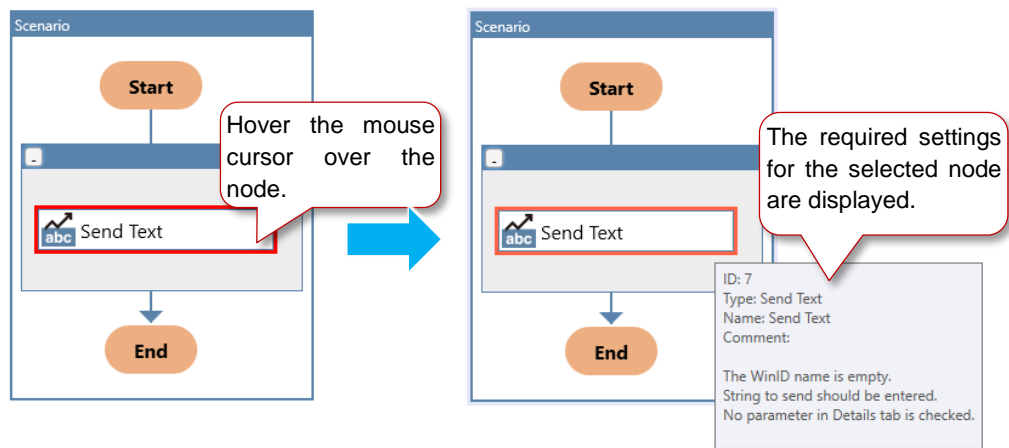 Scenario
Start
Hover the mouse
cursor over the
node.
-
abc Send Text
End
Scenario
Start
The required settings
for the selected node
are displayed.
-
abc Send Text
End
ID: 7
Type: Send Text
Name: Send Text
Comment:
The WinID name is empty.
String to send should be entered.
No parameter in Details tab is checked.